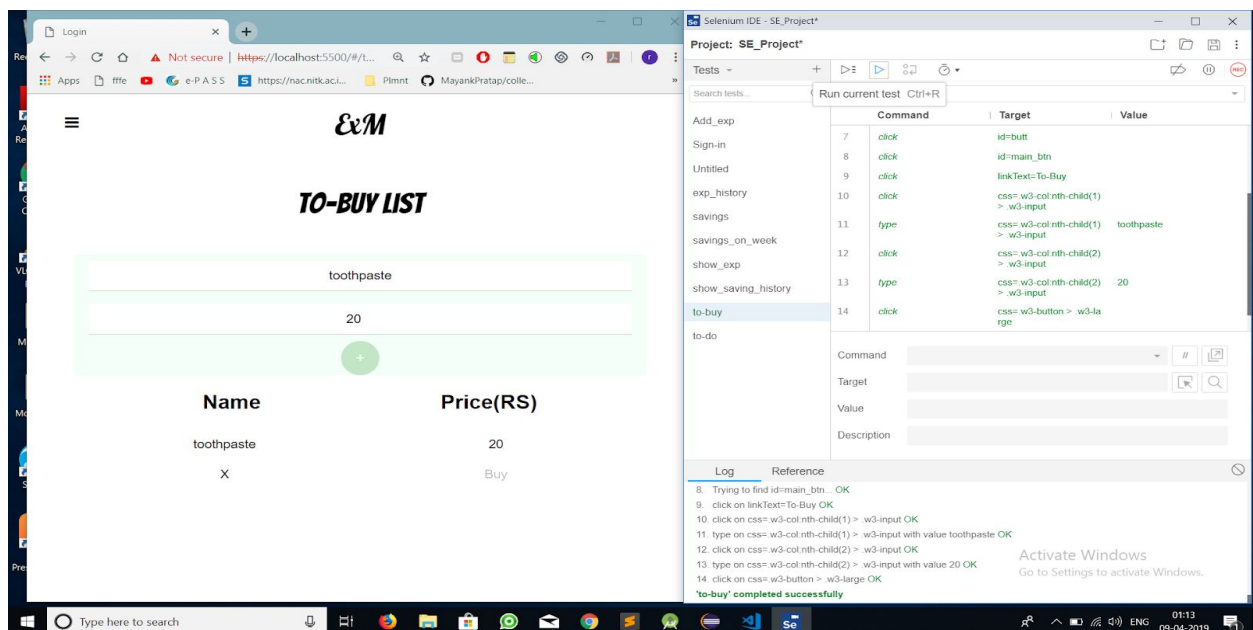 Login
Not secure | https://localhost:5500/#/t...
Apps fffe e-PASS https://nac.nitk.ac.i... Plmnt MayankPratap/colle... »
ExM
TO-BUY LIST
toothpaste
20
+
Name Price(RS)
toothpaste 20
X Buy
Selenium IDE - SE_Project*
Project: SE_Project*
Tests
REC
Search tests...
Run current test Ctrl+R
Add_exp
Sign-in
Untitled
exp_history
savings
savings_on_week
show_exp
show_saving_history
to-buy
to-do
Command Target Value
7 click id=butt
8 click id=main_btn
9 click linkText=To-Buy
10 click css=.w3-col:nth-child(1)
> .w3-input
11 type css=.w3-col:nth-child(1) toothpaste
> .w3-input
12 click css=.w3-col:nth-child(2)
> .w3-input
13 type css=.w3-col:nth-child(2) 20
> .w3-input
14 click css=.w3-button > .w3-la
rge
Command
//
Target
Value
Description
Log Reference
8. Trying to find id=main_btn... OK
9. click on linkText=To-Buy OK
10. click on css=.w3-col:nth-child(1) > .w3-input OK
11. type on css=.w3-col:nth-child(1) > .w3-input with value toothpaste OK
12. click on css=.w3-col:nth-child(2) > .w3-input OK
13. type on css=.w3-col:nth-child(2) > .w3-input with value 20 OK
14. click on css=.w3-button > .w3-large OK
'to-buy' completed successfully
Activate Windows
Go to Settings to activate Windows.
Type here to search
Se
ENG
01:13
09-04-2019